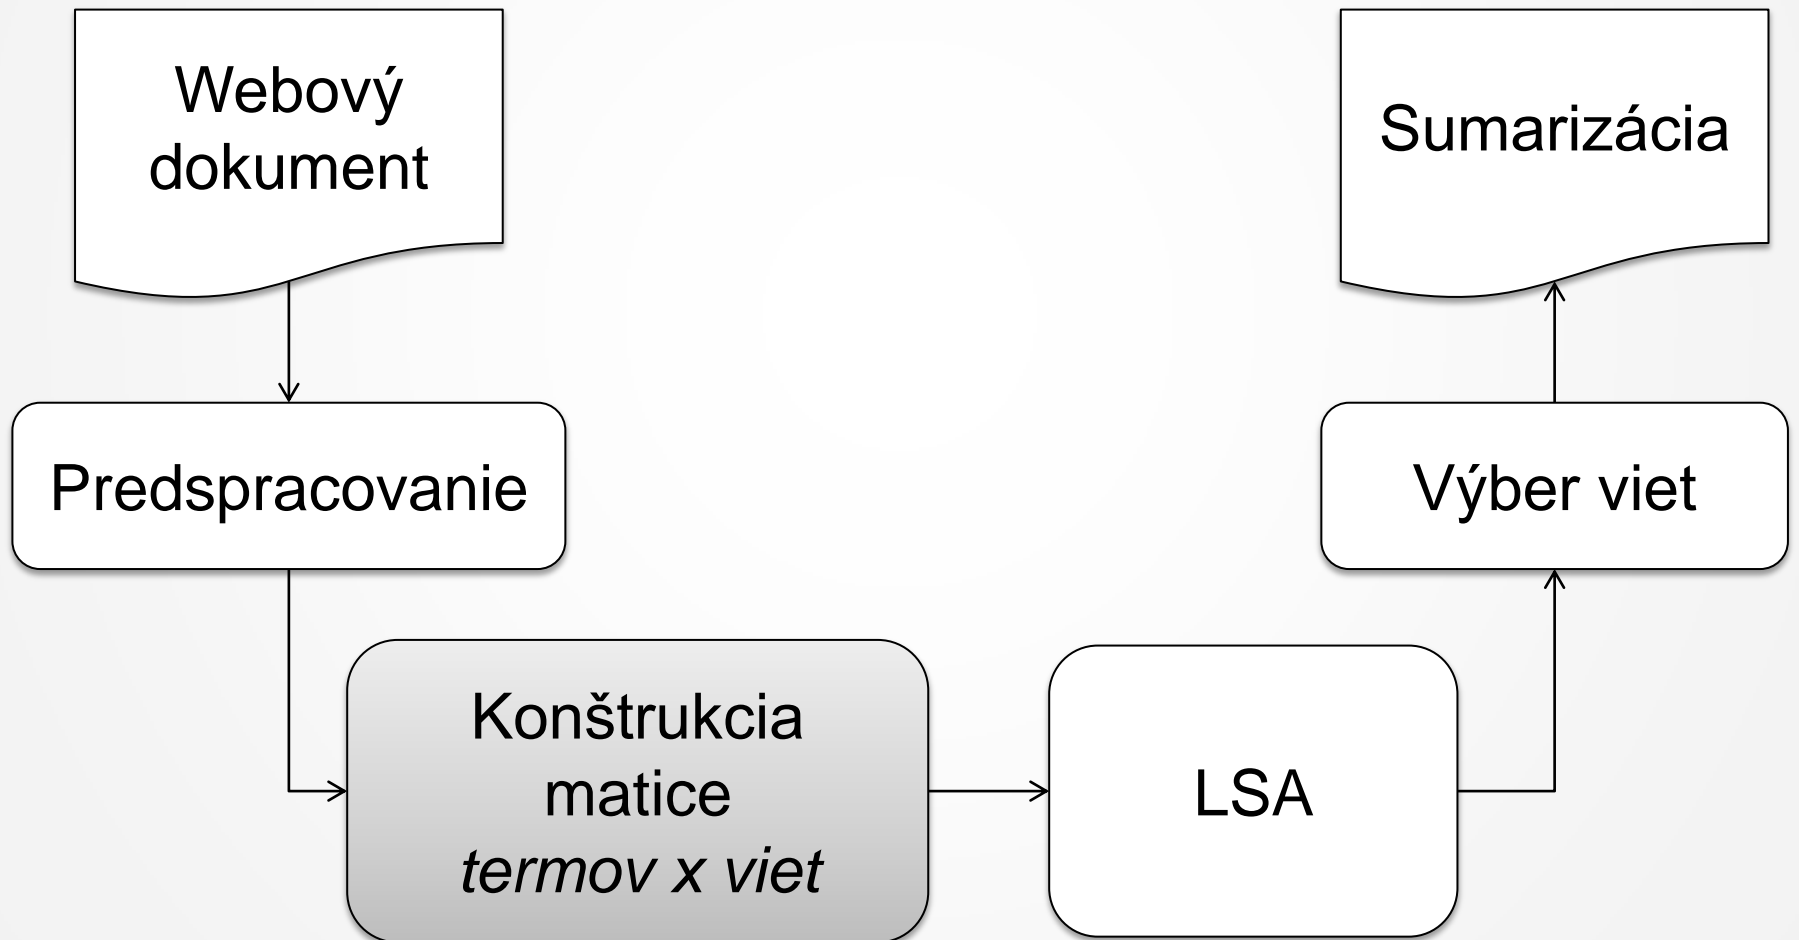 Webový
dokument
Predspracovanie
Konštrukcia
matice
termov x viet
LSA
Výber viet
Sumarizácia